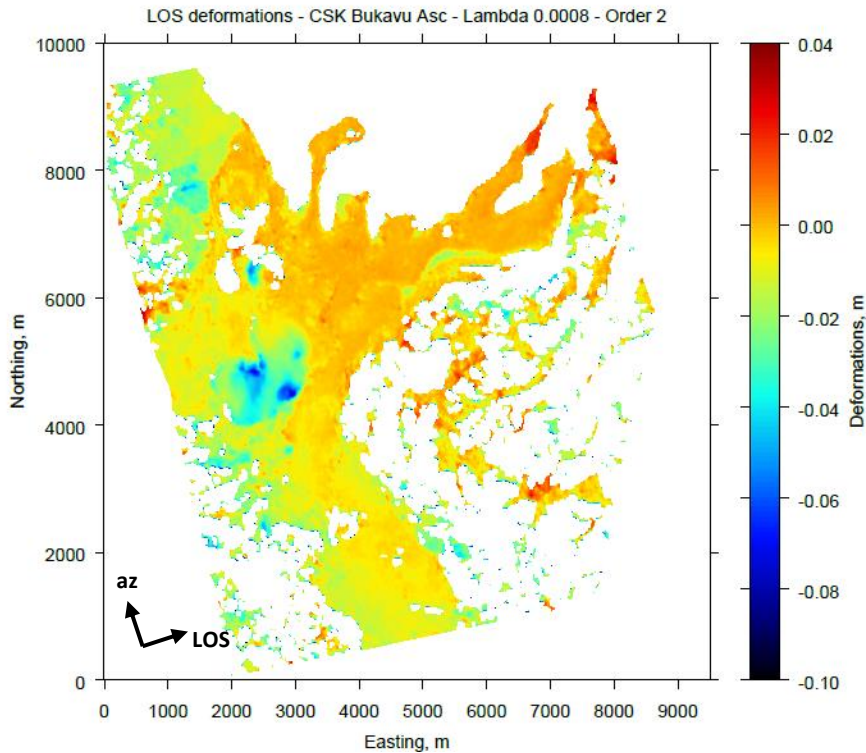 LOS deformations - CSK Bukavu Asc - Lambda 0.0008 - Order 2
10000
8000
6000
4000
2000
0
Northing, m
az
LOS
0 1000 2000 3000 4000 5000 6000 7000 8000 9000
Easting, m
0.04
0.02
0.00
-0.02
-0.04
-0.06
-0.08
-0.10
Deformations, m